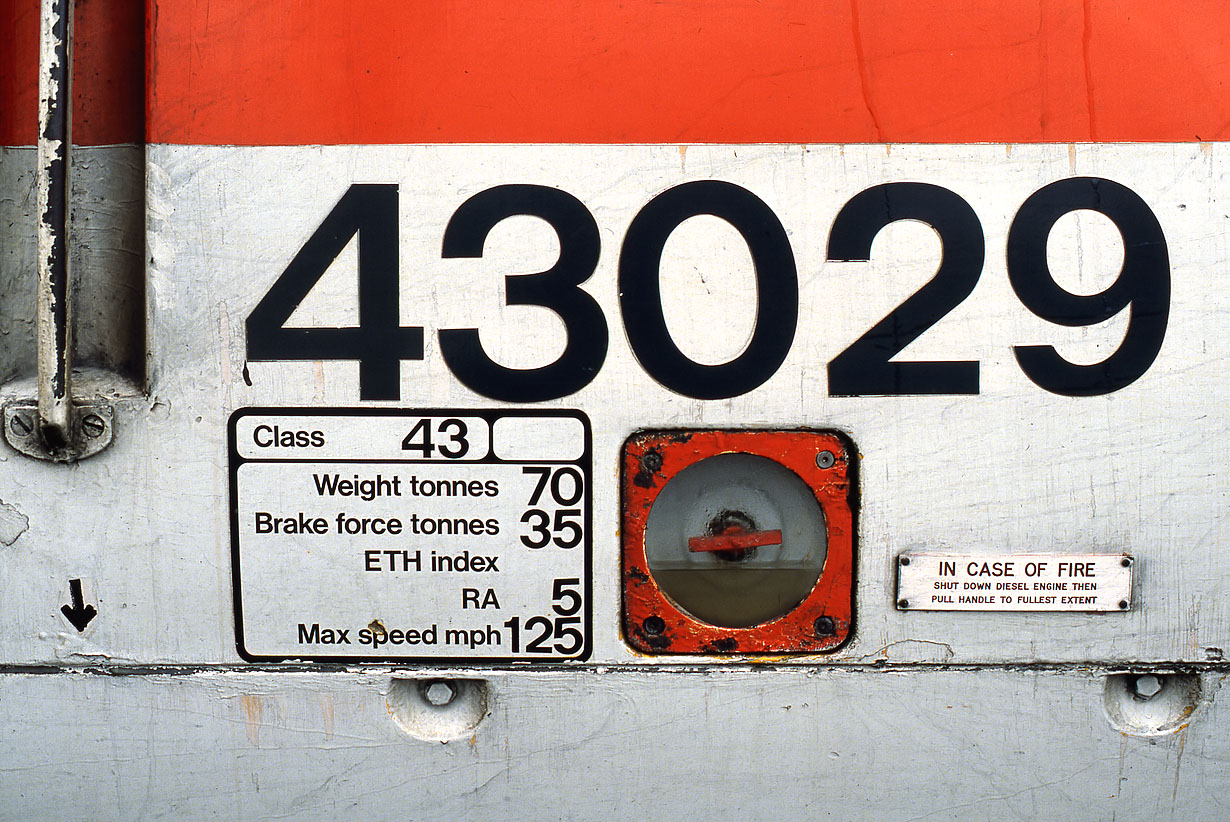 43029
Class 43
Weight tonnes 70
Brake force tonnes 35
ETH index
RA 5
Max speed mph 125
IN CASE OF FIRE
SHUT DOWN DIESEL ENGINE THEN
PULL HANDLE TO FULLEST EXTENT